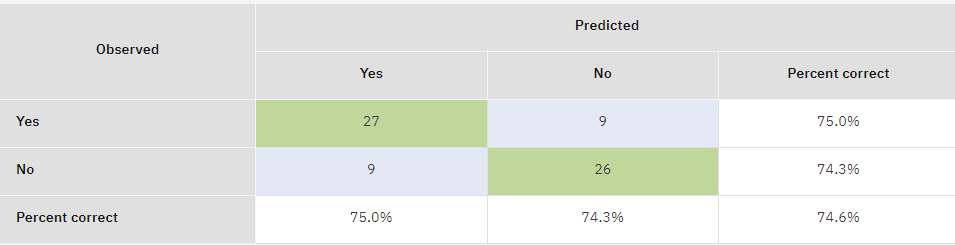 Observed Predicted
Yes No Percent correct
Yes 27 9 75.0%
No 9 26 74.3%
Percent correct 75.0% 74.3% 74.6%